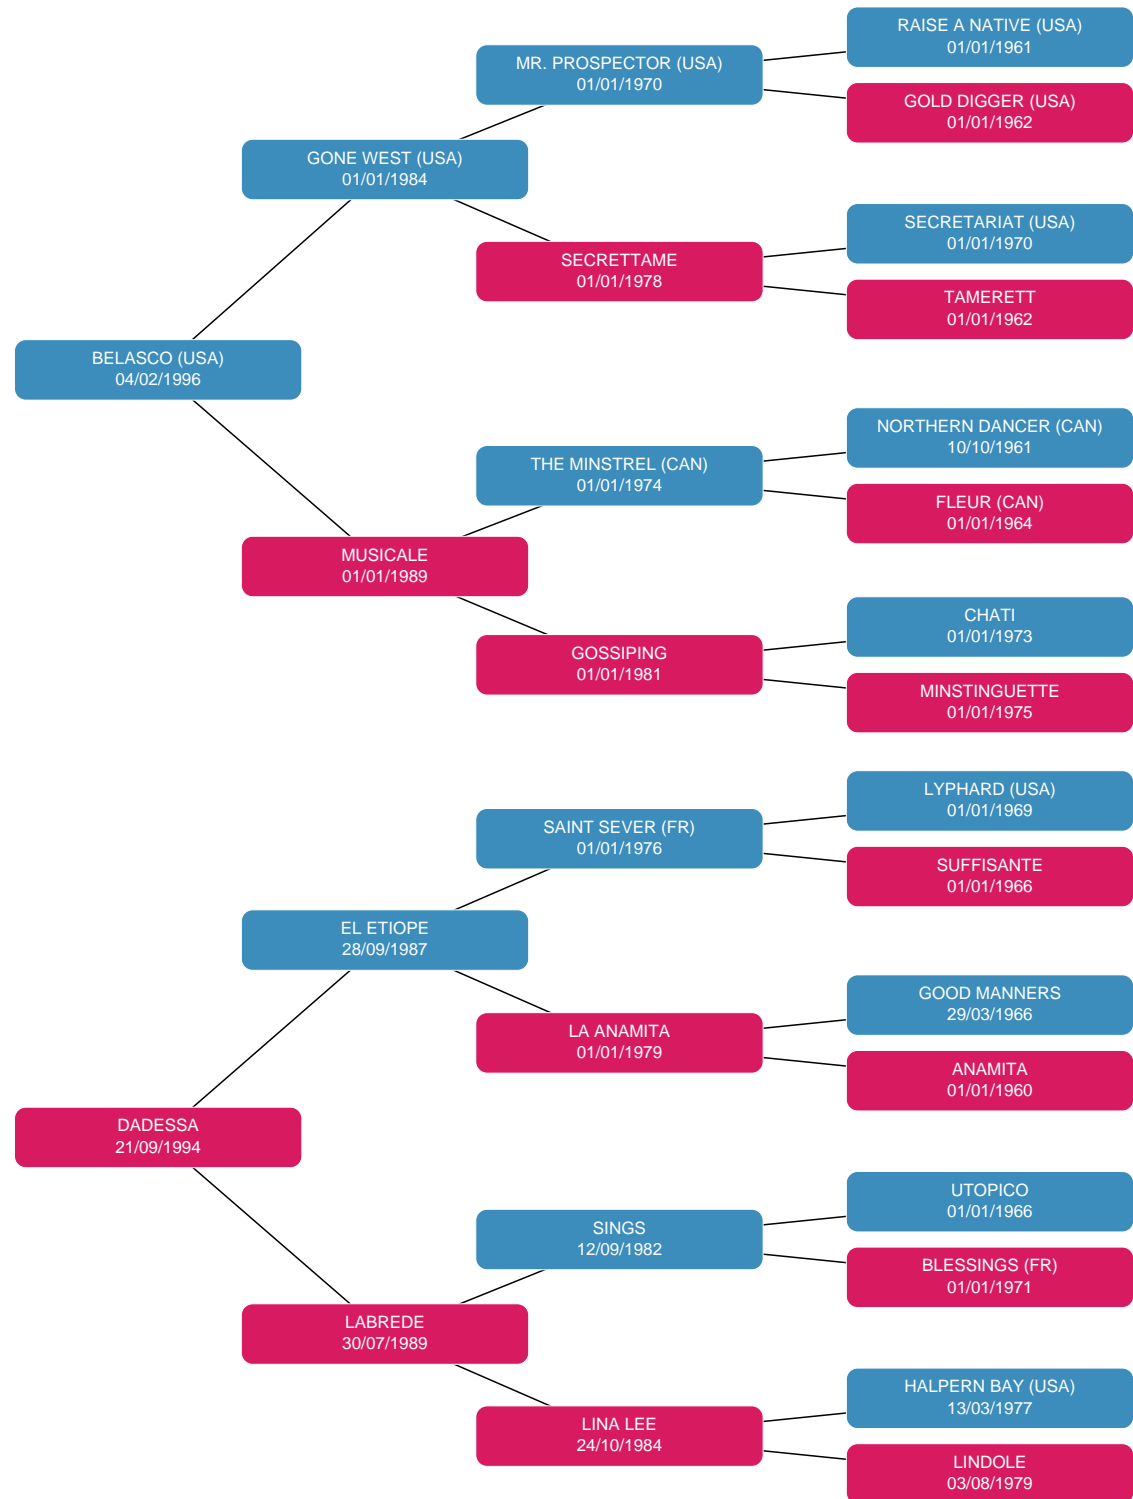 RAISE A NATIVE (USA)
01/01/1961
MR. PROSPECTOR (USA)
01/01/1970
GOLD DIGGER (USA)
01/01/1962
GONE WEST (USA)
01/01/1984
SECRETARIAT (USA)
01/01/1970
SECRETTAME
01/01/1978
TAMERETT
01/01/1962
BELASCO (USA)
04/02/1996
NORTHERN DANCER (CAN)
10/10/1961
THE MINSTREL (CAN)
01/01/1974
FLEUR (CAN)
01/01/1964
MUSICALE
01/01/1989
CHATI
01/01/1973
GOSSIPING
01/01/1981
MINSTINGUETTE
01/01/1975
LYPHARD (USA)
01/01/1969
SAINT SEVER (FR)
01/01/1976
SUFFISANTE
01/01/1966
EL ETIOPE
28/09/1987
GOOD MANNERS
29/03/1966
LA ANAMITA
01/01/1979
ANAMITA
01/01/1960
DADESSA
21/09/1994
UTOPICO
01/01/1966
SINGS
12/09/1982
BLESSINGS (FR)
01/01/1971
LABREDE
30/07/1989
HALPERN BAY (USA)
13/03/1977
LINA LEE
24/10/1984
LINDOLE
03/08/1979